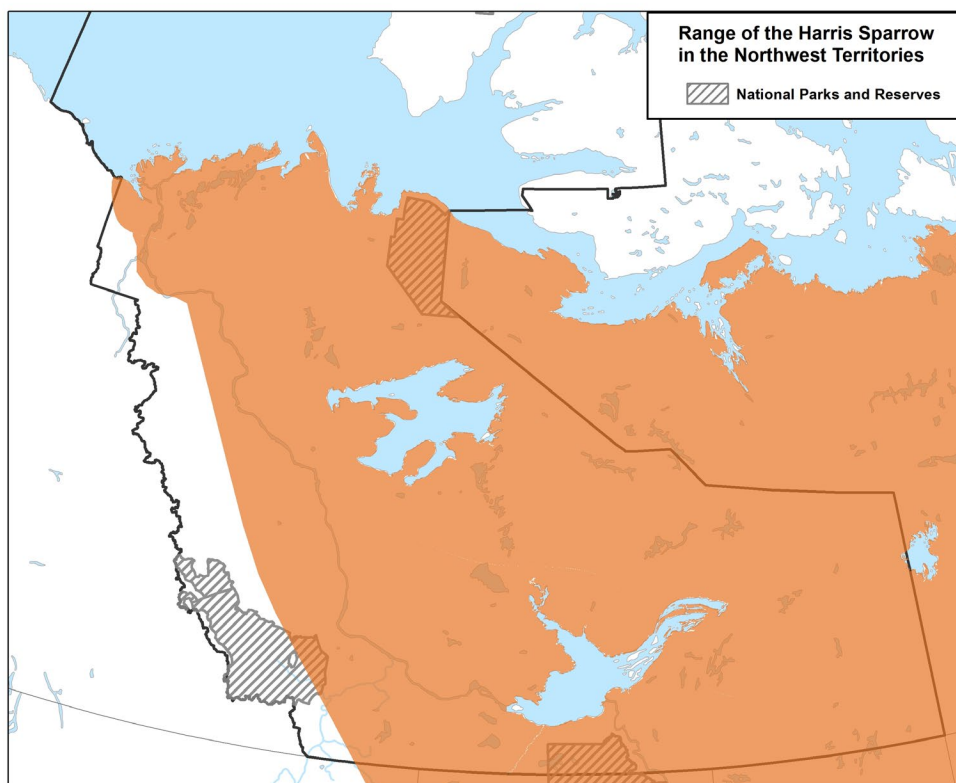 Range of the Harris Sparrow
in the Northwest Territories
National Parks and Reserves